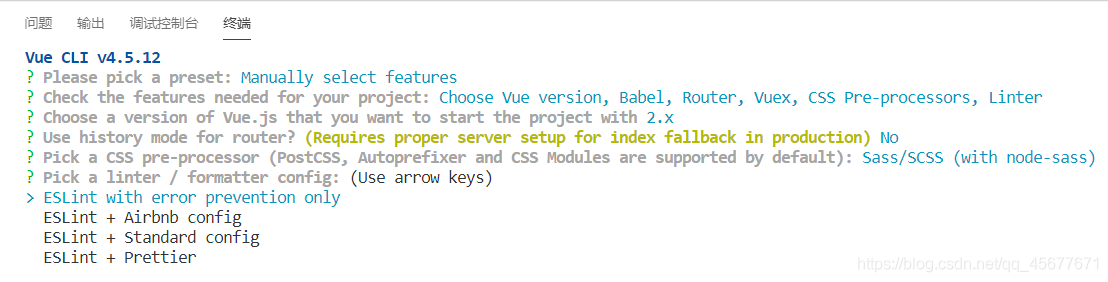 问题 输出 调试控制台 终端
Vue CLI v4.5.12
? Please pick a preset: Manually select features
? Check the features needed for your project: Choose Vue version, Babel, Router, Vuex, CSS Pre-processors, Linter
? Choose a version of Vue.js that you want to start the project with 2.x
? Use history mode for router? (Requires proper server setup for index fallback in production) No
? Pick a CSS pre-processor (PostCSS, Autoprefixer and CSS Modules are supported by default): Sass/SCSS (with node-sass)
? Pick a linter / formatter config: (Use arrow keys)
> ESLint with error prevention only
ESLint + Airbnb config
ESLint + Standard config
ESLint + Prettier
https://blog.csdn.net/qq_45677671